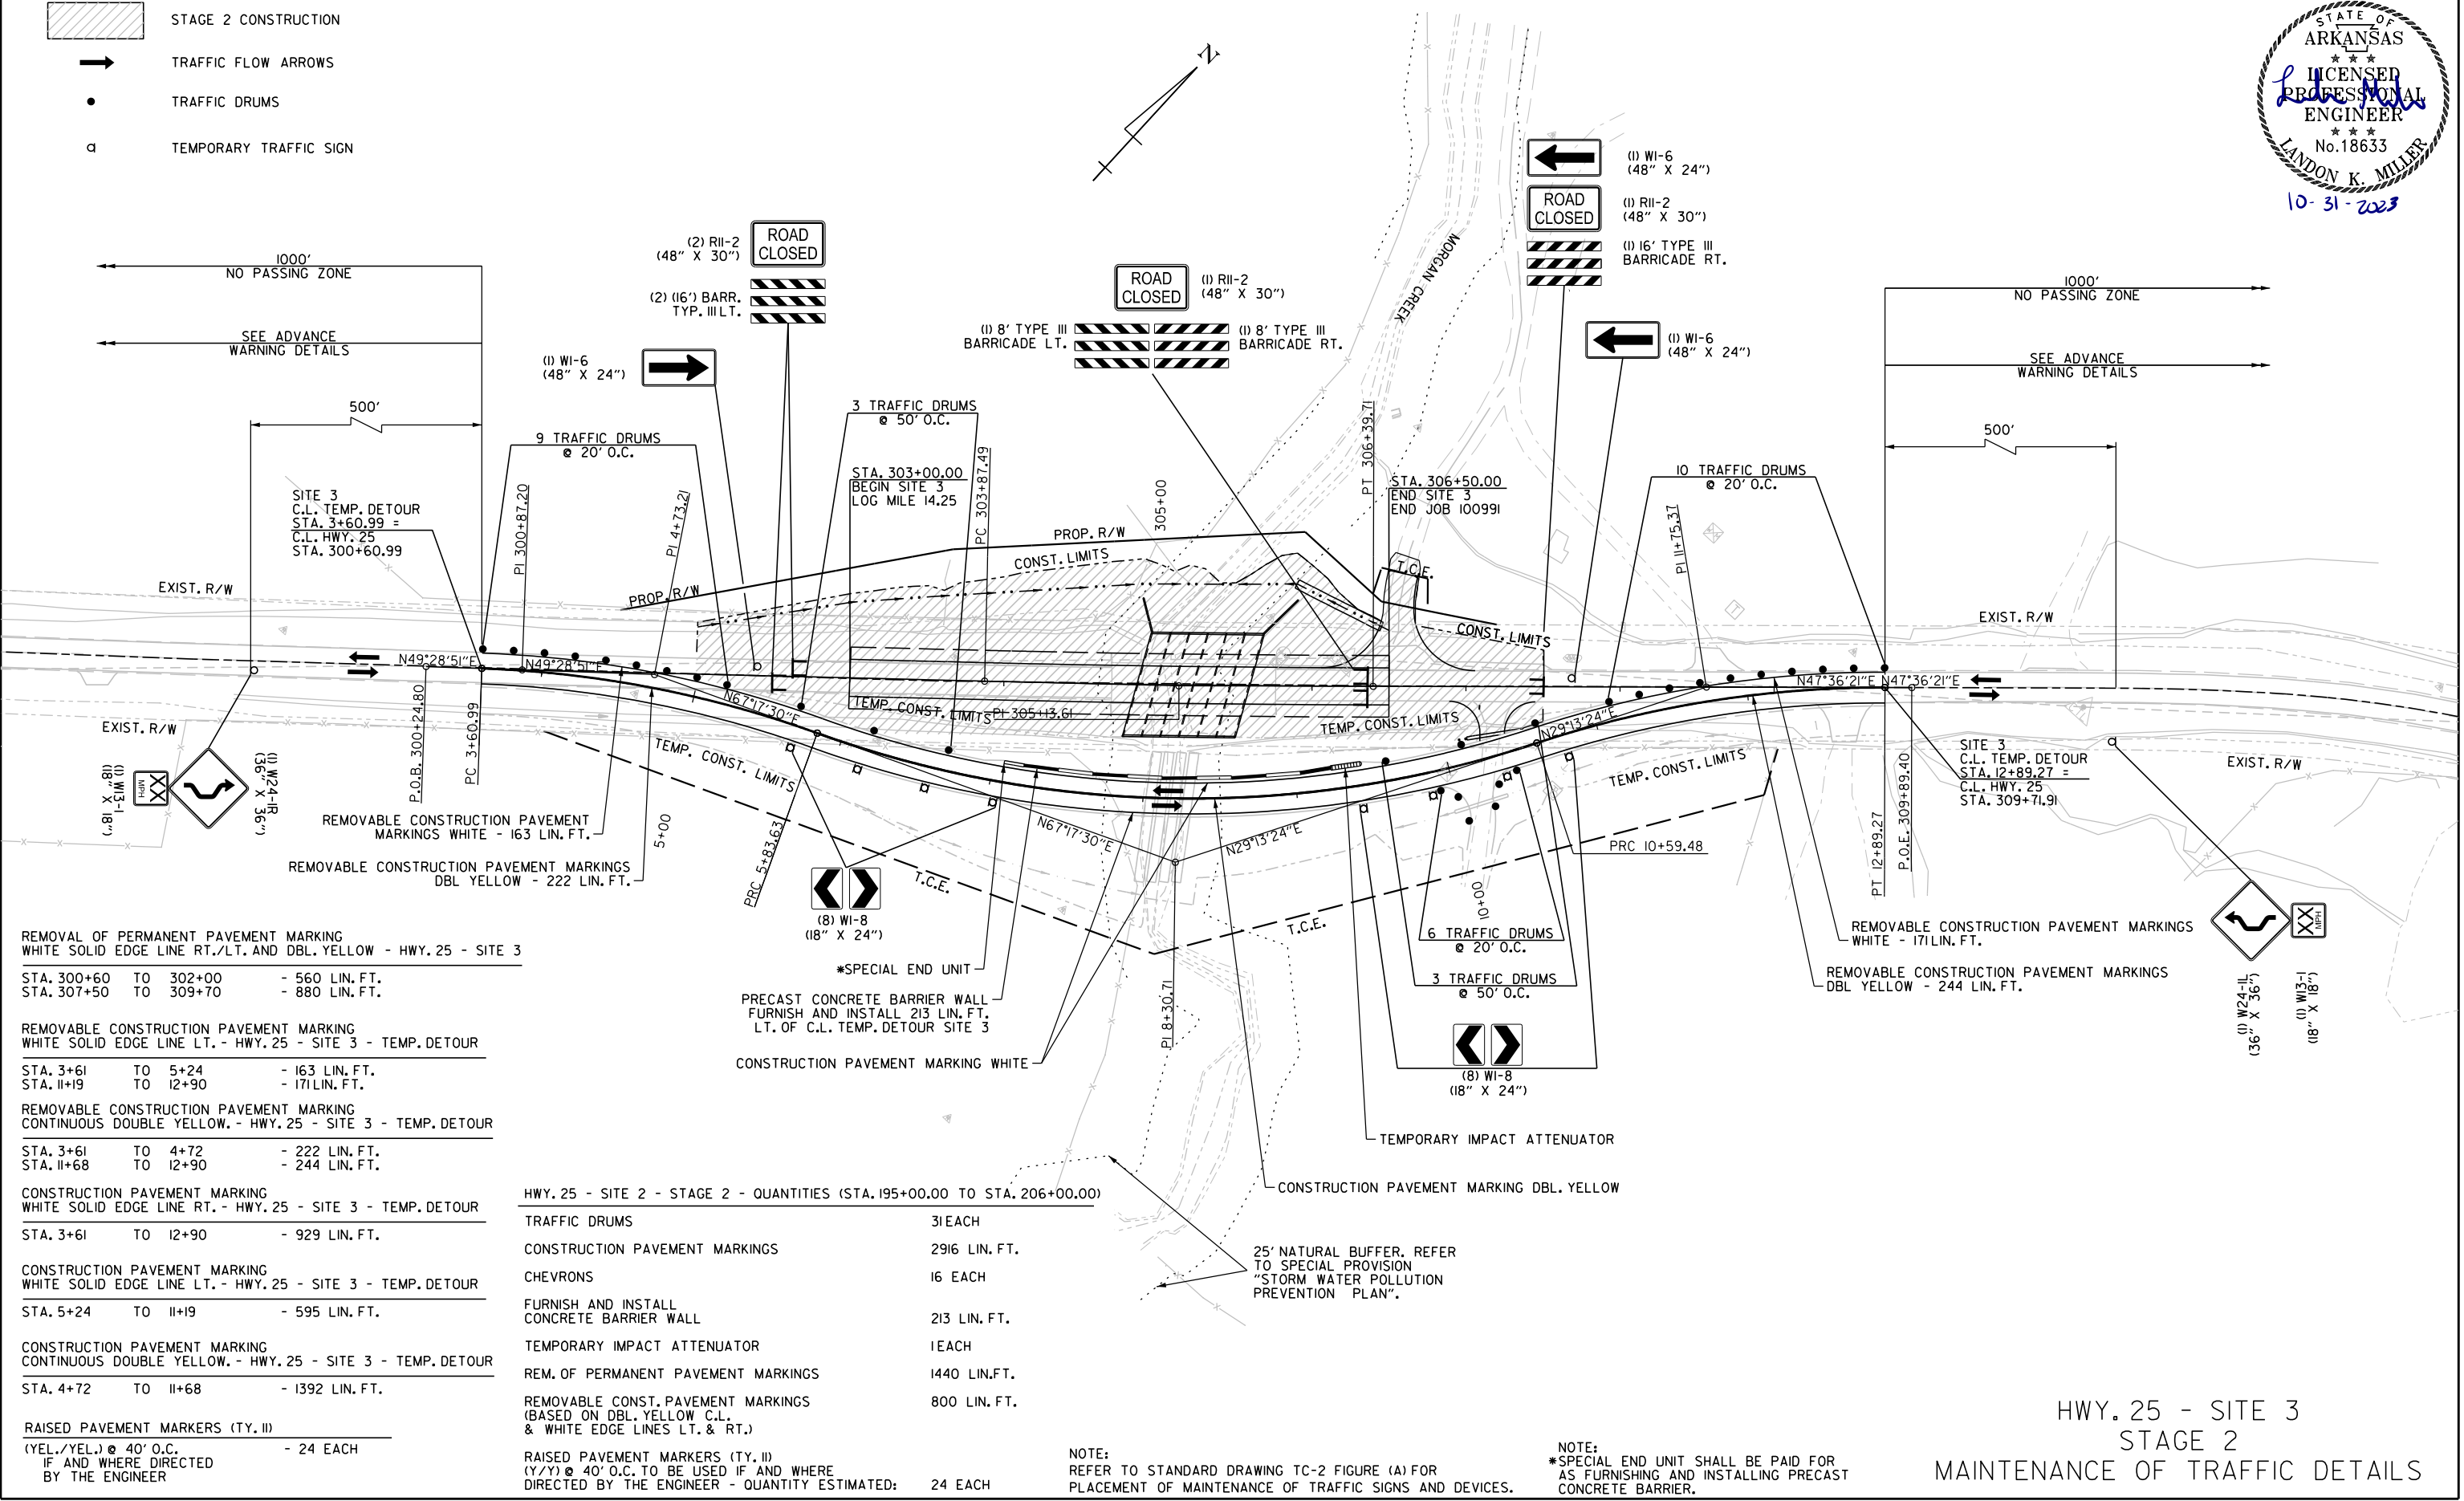 STAGE 2 CONSTRUCTION
TRAFFIC FLOW ARROWS
TRAFFIC DRUMS
TEMPORARY TRAFFIC SIGN
N
STATE OF
ARKANSAS
LICENSED
PROFESSIONAL
ENGINEER
No.18633
LANDON K. MILLER
10-31-2023
1000'
NO PASSING ZONE
SEE ADVANCE
WARNING DETAILS
500'
(2) R11-2
(48" X 30")
ROAD
CLOSED
(2) (16') BARR.
TYP. III LT.
(1) W1-6
(48" X 24")
ROAD
CLOSED
(1) R11-2
(48" X 30")
(1) 8' TYPE III
BARRICADE LT.
(1) 8' TYPE III
BARRICADE RT.
MORGAN CREEK
(1) W1-6
(48" X 24")
ROAD
CLOSED
(1) R11-2
(48" X 30")
(1) 16' TYPE III
BARRICADE RT.
(1) W1-6
(48" X 24")
1000'
NO PASSING ZONE
SEE ADVANCE
WARNING DETAILS
500'
9 TRAFFIC DRUMS
@ 20' O.C.
3 TRAFFIC DRUMS
@ 50' O.C.
10 TRAFFIC DRUMS
@ 20' O.C.
SITE 3
C.L. TEMP. DETOUR
STA. 3+60.99 =
C.L. HWY. 25
STA. 300+60.99
PI 300+87.20
PI 4+73.21
STA. 303+00.00
BEGIN SITE 3
LOG MILE 14.25
PC 303+87.49
305+00
PT 306+39.71
STA. 306+50.00
END SITE 3
END JOB 100991
PI 11+75.37
PROP. R/W
CONST. LIMITS
PROP. R/W
T.C.E.
CONST. LIMITS
EXIST. R/W
EXIST. R/W
N49°28'51"E
N49°28'51"E
N67°17'30"E
TEMP. CONST. LIMITS
PI 305+13.61
TEMP. CONST. LIMITS
N29°13'24"E
N47°36'21"E
N47°36'21"E
EXIST. R/W
P.O.B. 300+24.80
PC 3+60.99
TEMP. CONST. LIMITS
TEMP. CONST. LIMITS
SITE 3
C.L. TEMP. DETOUR
STA. 12+89.27 =
C.L. HWY. 25
STA. 309+71.91
EXIST. R/W
XX
MPH
(1) W13-1
(18" X 18")
(1) W24-1R
(36" X 36")
REMOVABLE CONSTRUCTION PAVEMENT
MARKINGS WHITE - 163 LIN. FT.
5+00
REMOVABLE CONSTRUCTION PAVEMENT MARKINGS
DBL YELLOW - 222 LIN. FT.
PRC 5+83.63
N67°17'30"E
N29°13'24"E
PRC 10+59.48
PT 12+89.27
P.O.E. 309+89.40
T.C.E.
T.C.E.
10+00
(8) W1-8
(18" X 24")
6 TRAFFIC DRUMS
@ 20' O.C.
3 TRAFFIC DRUMS
@ 50' O.C.
(8) W1-8
(18" X 24")
REMOVABLE CONSTRUCTION PAVEMENT MARKINGS
WHITE - 171 LIN. FT.
REMOVABLE CONSTRUCTION PAVEMENT MARKINGS
DBL YELLOW - 244 LIN. FT.
XX
MPH
(1) W24-1L
(36" X 36")
(1) W13-1
(18" X 18")
*SPECIAL END UNIT
PRECAST CONCRETE BARRIER WALL
FURNISH AND INSTALL 213 LIN. FT.
LT. OF C.L. TEMP. DETOUR SITE 3
CONSTRUCTION PAVEMENT MARKING WHITE
PI 8+30.71
TEMPORARY IMPACT ATTENUATOR
CONSTRUCTION PAVEMENT MARKING DBL. YELLOW
25' NATURAL BUFFER. REFER
TO SPECIAL PROVISION
"STORM WATER POLLUTION
PREVENTION PLAN".
REMOVAL OF PERMANENT PAVEMENT MARKING
WHITE SOLID EDGE LINE RT./LT. AND DBL. YELLOW - HWY. 25 - SITE 3
STA. 300+60 TO 302+00 - 560 LIN. FT.
STA. 307+50 TO 309+70 - 880 LIN. FT.
REMOVABLE CONSTRUCTION PAVEMENT MARKING
WHITE SOLID EDGE LINE LT. - HWY. 25 - SITE 3 - TEMP. DETOUR
STA. 3+61 TO 5+24 - 163 LIN. FT.
STA. 11+19 TO 12+90 - 171 LIN. FT.
REMOVABLE CONSTRUCTION PAVEMENT MARKING
CONTINUOUS DOUBLE YELLOW. - HWY. 25 - SITE 3 - TEMP. DETOUR
STA. 3+61 TO 4+72 - 222 LIN. FT.
STA. 11+68 TO 12+90 - 244 LIN. FT.
CONSTRUCTION PAVEMENT MARKING
WHITE SOLID EDGE LINE RT. - HWY. 25 - SITE 3 - TEMP. DETOUR
STA. 3+61 TO 12+90 - 929 LIN. FT.
CONSTRUCTION PAVEMENT MARKING
WHITE SOLID EDGE LINE LT. - HWY. 25 - SITE 3 - TEMP. DETOUR
STA. 5+24 TO 11+19 - 595 LIN. FT.
CONSTRUCTION PAVEMENT MARKING
CONTINUOUS DOUBLE YELLOW. - HWY. 25 - SITE 3 - TEMP. DETOUR
STA. 4+72 TO 11+68 - 1392 LIN. FT.
RAISED PAVEMENT MARKERS (TY. II)
(YEL./YEL.) @ 40' O.C. - 24 EACH
IF AND WHERE DIRECTED
BY THE ENGINEER
HWY. 25 - SITE 2 - STAGE 2 - QUANTITIES (STA. 195+00.00 TO STA. 206+00.00)
TRAFFIC DRUMS 31 EACH
CONSTRUCTION PAVEMENT MARKINGS 2916 LIN. FT.
CHEVRONS 16 EACH
FURNISH AND INSTALL
CONCRETE BARRIER WALL 213 LIN. FT.
TEMPORARY IMPACT ATTENUATOR 1 EACH
REM. OF PERMANENT PAVEMENT MARKINGS 1440 LIN.FT.
REMOVABLE CONST. PAVEMENT MARKINGS 800 LIN. FT.
(BASED ON DBL. YELLOW C.L.
& WHITE EDGE LINES LT. & RT.)
RAISED PAVEMENT MARKERS (TY. II)
(Y/Y) @ 40' O.C. TO BE USED IF AND WHERE
DIRECTED BY THE ENGINEER - QUANTITY ESTIMATED: 24 EACH
NOTE:
REFER TO STANDARD DRAWING TC-2 FIGURE (A) FOR
PLACEMENT OF MAINTENANCE OF TRAFFIC SIGNS AND DEVICES.
NOTE:
*SPECIAL END UNIT SHALL BE PAID FOR
AS FURNISHING AND INSTALLING PRECAST
CONCRETE BARRIER.
HWY. 25 - SITE 3
STAGE 2
MAINTENANCE OF TRAFFIC DETAILS